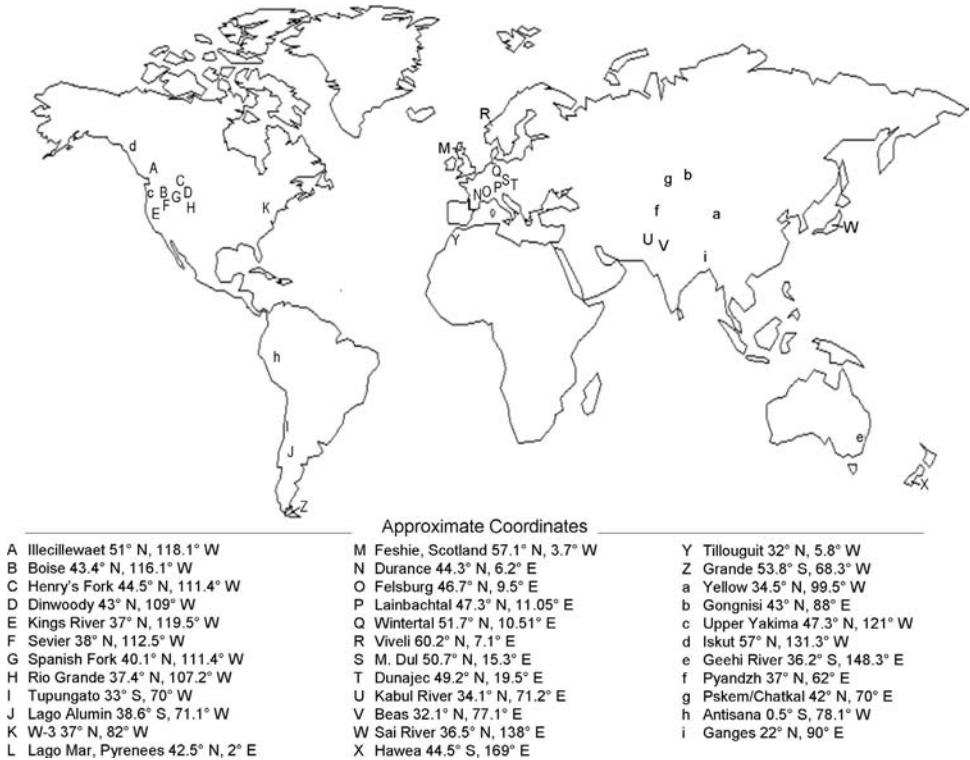 R
M
d
A
Q
S
T
P
O
N
g
b
C
c
B
G
D
F
H
E
K
f
a
Y
U
V
i
W
h
I
J
e
X
Z
Approximate Coordinates
A Illecillewaet 51° N, 118.1° W
B Boise 43.4° N, 116.1° W
C Henry's Fork 44.5° N, 111.4° W
D Dinwoody 43° N, 109° W
E Kings River 37° N, 119.5° W
F Sevier 38° N, 112.5° W
G Spanish Fork 40.1° N, 111.4° W
H Rio Grande 37.4° N, 107.2° W
I Tupungato 33° S, 70° W
J Lago Alumin 38.6° S, 71.1° W
K W-3 37° N, 82° W
L Lago Mar, Pyrenees 42.5° N, 2° E
M Feshie, Scotland 57.1° N, 3.7° W
N Durance 44.3° N, 6.2° E
O Felsburg 46.7° N, 9.5° E
P Lainbachtal 47.3° N, 11.05° E
Q Wintertal 51.7° N, 10.51° E
R Viveli 60.2° N, 7.1° E
S M. Dul 50.7° N, 15.3° E
T Dunajec 49.2° N, 19.5° E
U Kabul River 34.1° N, 71.2° E
V Beas 32.1° N, 77.1° E
W Sai River 36.5° N, 138° E
X Hawea 44.5° S, 169° E
Y Tillouguit 32° N, 5.8° W
Z Grande 53.8° S, 68.3° W
a Yellow 34.5° N, 99.5° W
b Gongnisi 43° N, 88° E
c Upper Yakima 47.3° N, 121° W
d Iskut 57° N, 131.3° W
e Geehi River 36.2° S, 148.3° E
f Pyandzh 37° N, 62° E
g Pskem/Chatkal 42° N, 70° E
h Antisana 0.5° S, 78.1° W
i Ganges 22° N, 90° E